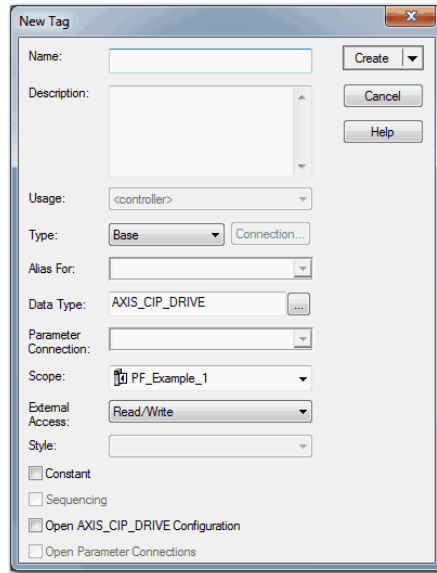 New Tag
Name:
Create
Description:
Cancel
Help
Usage:
<controller>
Type:
Base
Connection...
Alias For:
Data Type:
AXIS_CIP_DRIVE
...
Parameter
Connection:
Scope:
PF_Example_1
External
Access:
Read/Write
Style:
Constant
Sequencing
Open AXIS_CIP_DRIVE Configuration
Open Parameter Connections